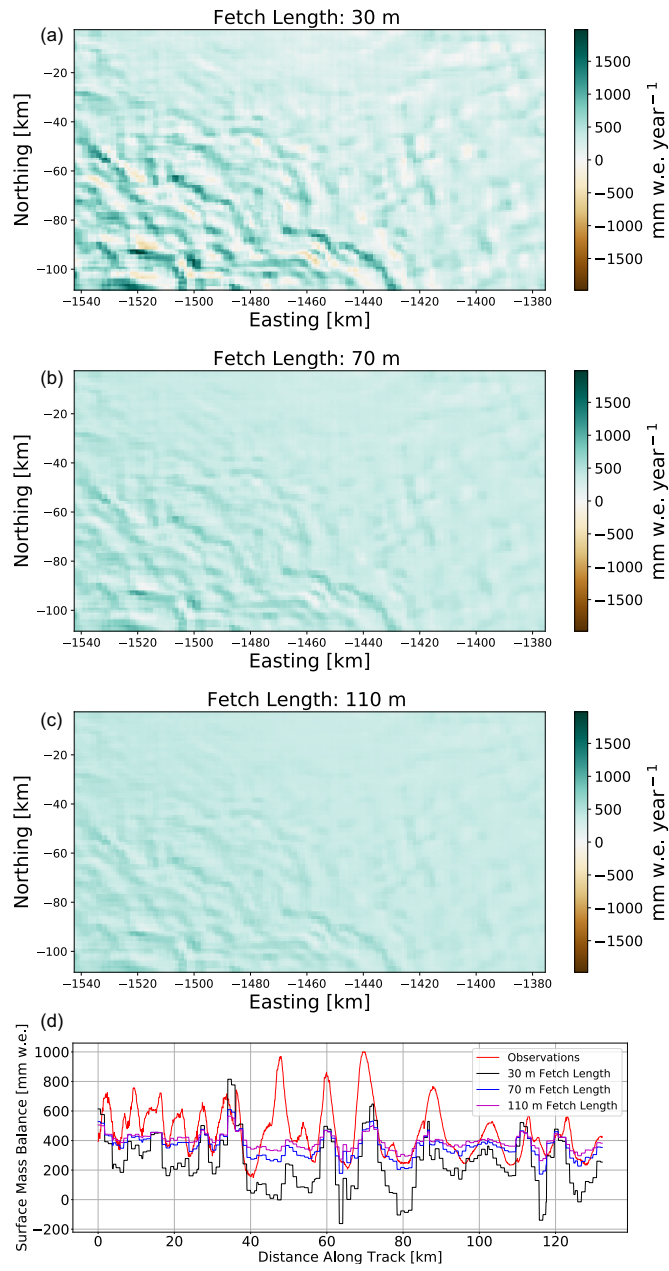 Fetch Length: 30 m
(a)
−20
−40
−60
−80
−100
Northing [km]
−1540 −1520 −1500 −1480 −1460 −1440 −1420 −1400 −1380
Easting [km]
1500
1000
500
0
−500
−1000
−1500
mm w.e. year−1
Fetch Length: 70 m
(b)
−20
−40
−60
−80
−100
Northing [km]
−1540 −1520 −1500 −1480 −1460 −1440 −1420 −1400 −1380
Easting [km]
1500
1000
500
0
−500
−1000
−1500
mm w.e. year−1
Fetch Length: 110 m
(c)
−20
−40
−60
−80
−100
Northing [km]
−1540 −1520 −1500 −1480 −1460 −1440 −1420 −1400 −1380
Easting [km]
1500
1000
500
0
−500
−1000
−1500
mm w.e. year−1
(d)
1000
800
600
400
200
0
−200
Surface Mass Balance [mm w.e.]
Observations
30 m Fetch Length
70 m Fetch Length
110 m Fetch Length
0 20 40 60 80 100 120
Distance Along Track [km]